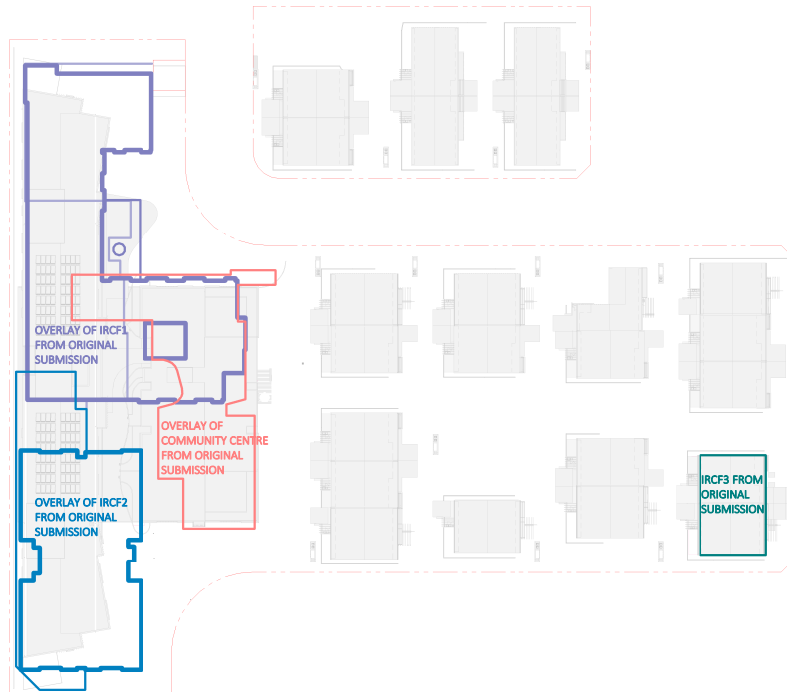 OVERLAY OF IRCF1
FROM ORIGINAL
SUBMISSION
OVERLAY OF
COMMUNITY CENTRE
FROM ORIGINAL
SUBMISSION
OVERLAY OF IRCF2
FROM ORIGINAL
SUBMISSION
IRCF3 FROM
ORIGINAL
SUBMISSION